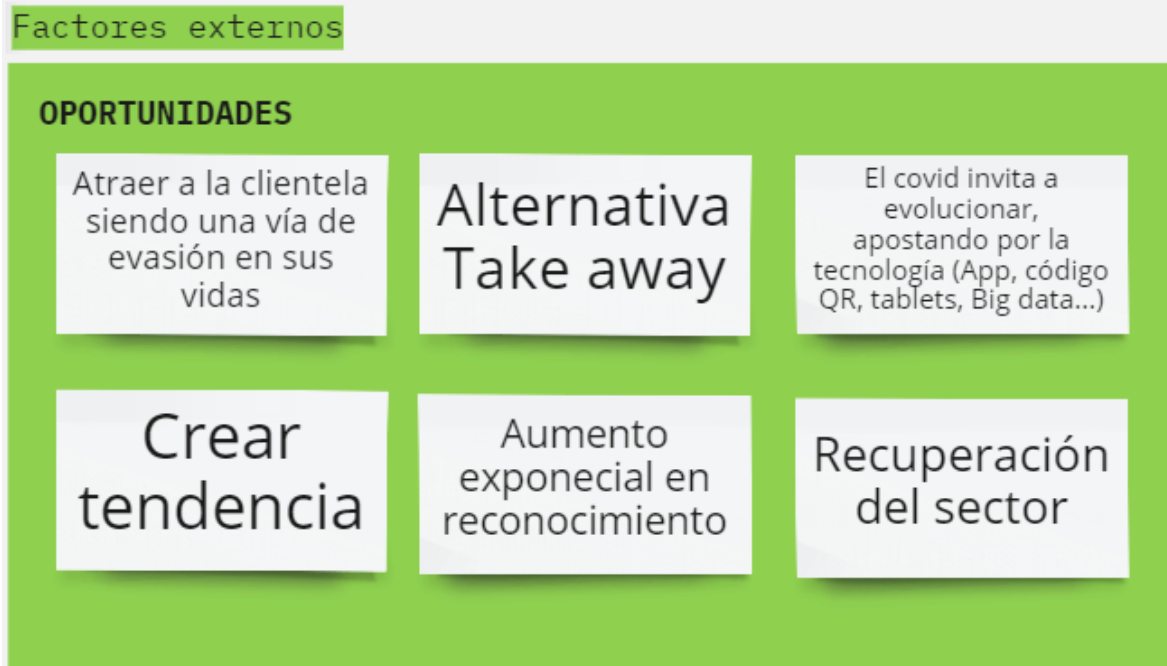 Factores externos
OPORTUNIDADES
Atraer a la clientela
siendo una vía de
evasión en sus
vidas
Alternativa
Take away
El covid invita a
evolucionar,
apostando por la
tecnología (App, código
QR, tablets, Big data...)
Crear
tendencia
Aumento
exponecial en
reconocimiento
Recuperación
del sector